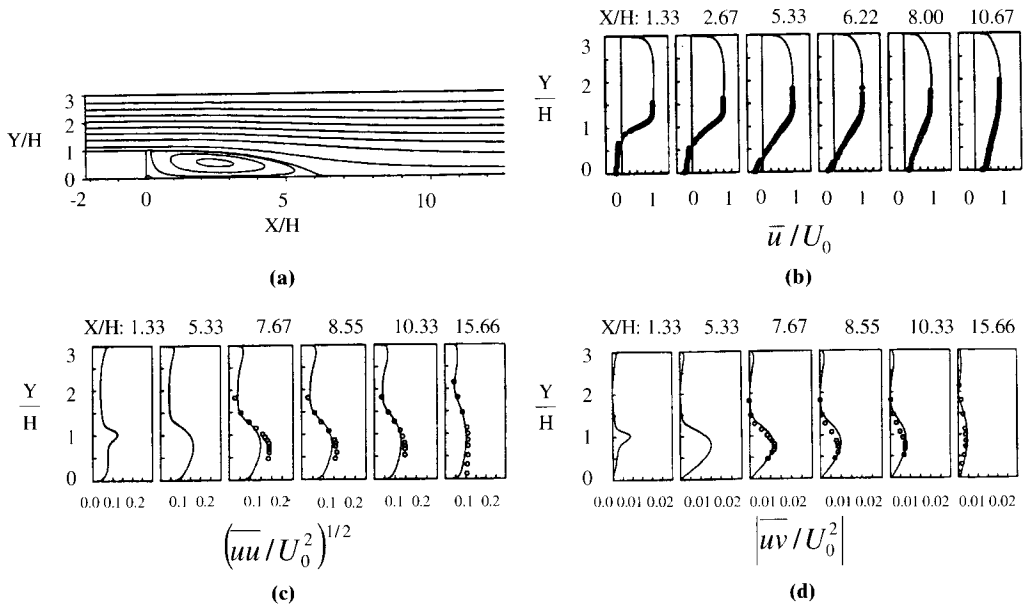 3
2
Y/H
1
0
-2 0 5 10
X/H
(a)
X/H: 1.33 2.67 5.33 6.22 8.00 10.67
3
Y
H
2
1
0
0 1 0 1 0 1 0 1 0 1 0 1
u̅ / U₀
(b)
X/H: 1.33 5.33 7.67 8.55 10.33 15.66
3
Y
H
2
1
0
0.0 0.1 0.2 0.1 0.2 0.1 0.2 0.1 0.2 0.1 0.2 0.1 0.2
(u̅u̅ / U₀²)^1/2
(c)
X/H: 1.33 5.33 7.67 8.55 10.33 15.66
3
Y
H
2
1
0
0.0 0.01 0.02 0.01 0.02 0.01 0.02 0.01 0.02 0.01 0.02 0.01 0.02
|u̅v̅ / U₀²|
(d)